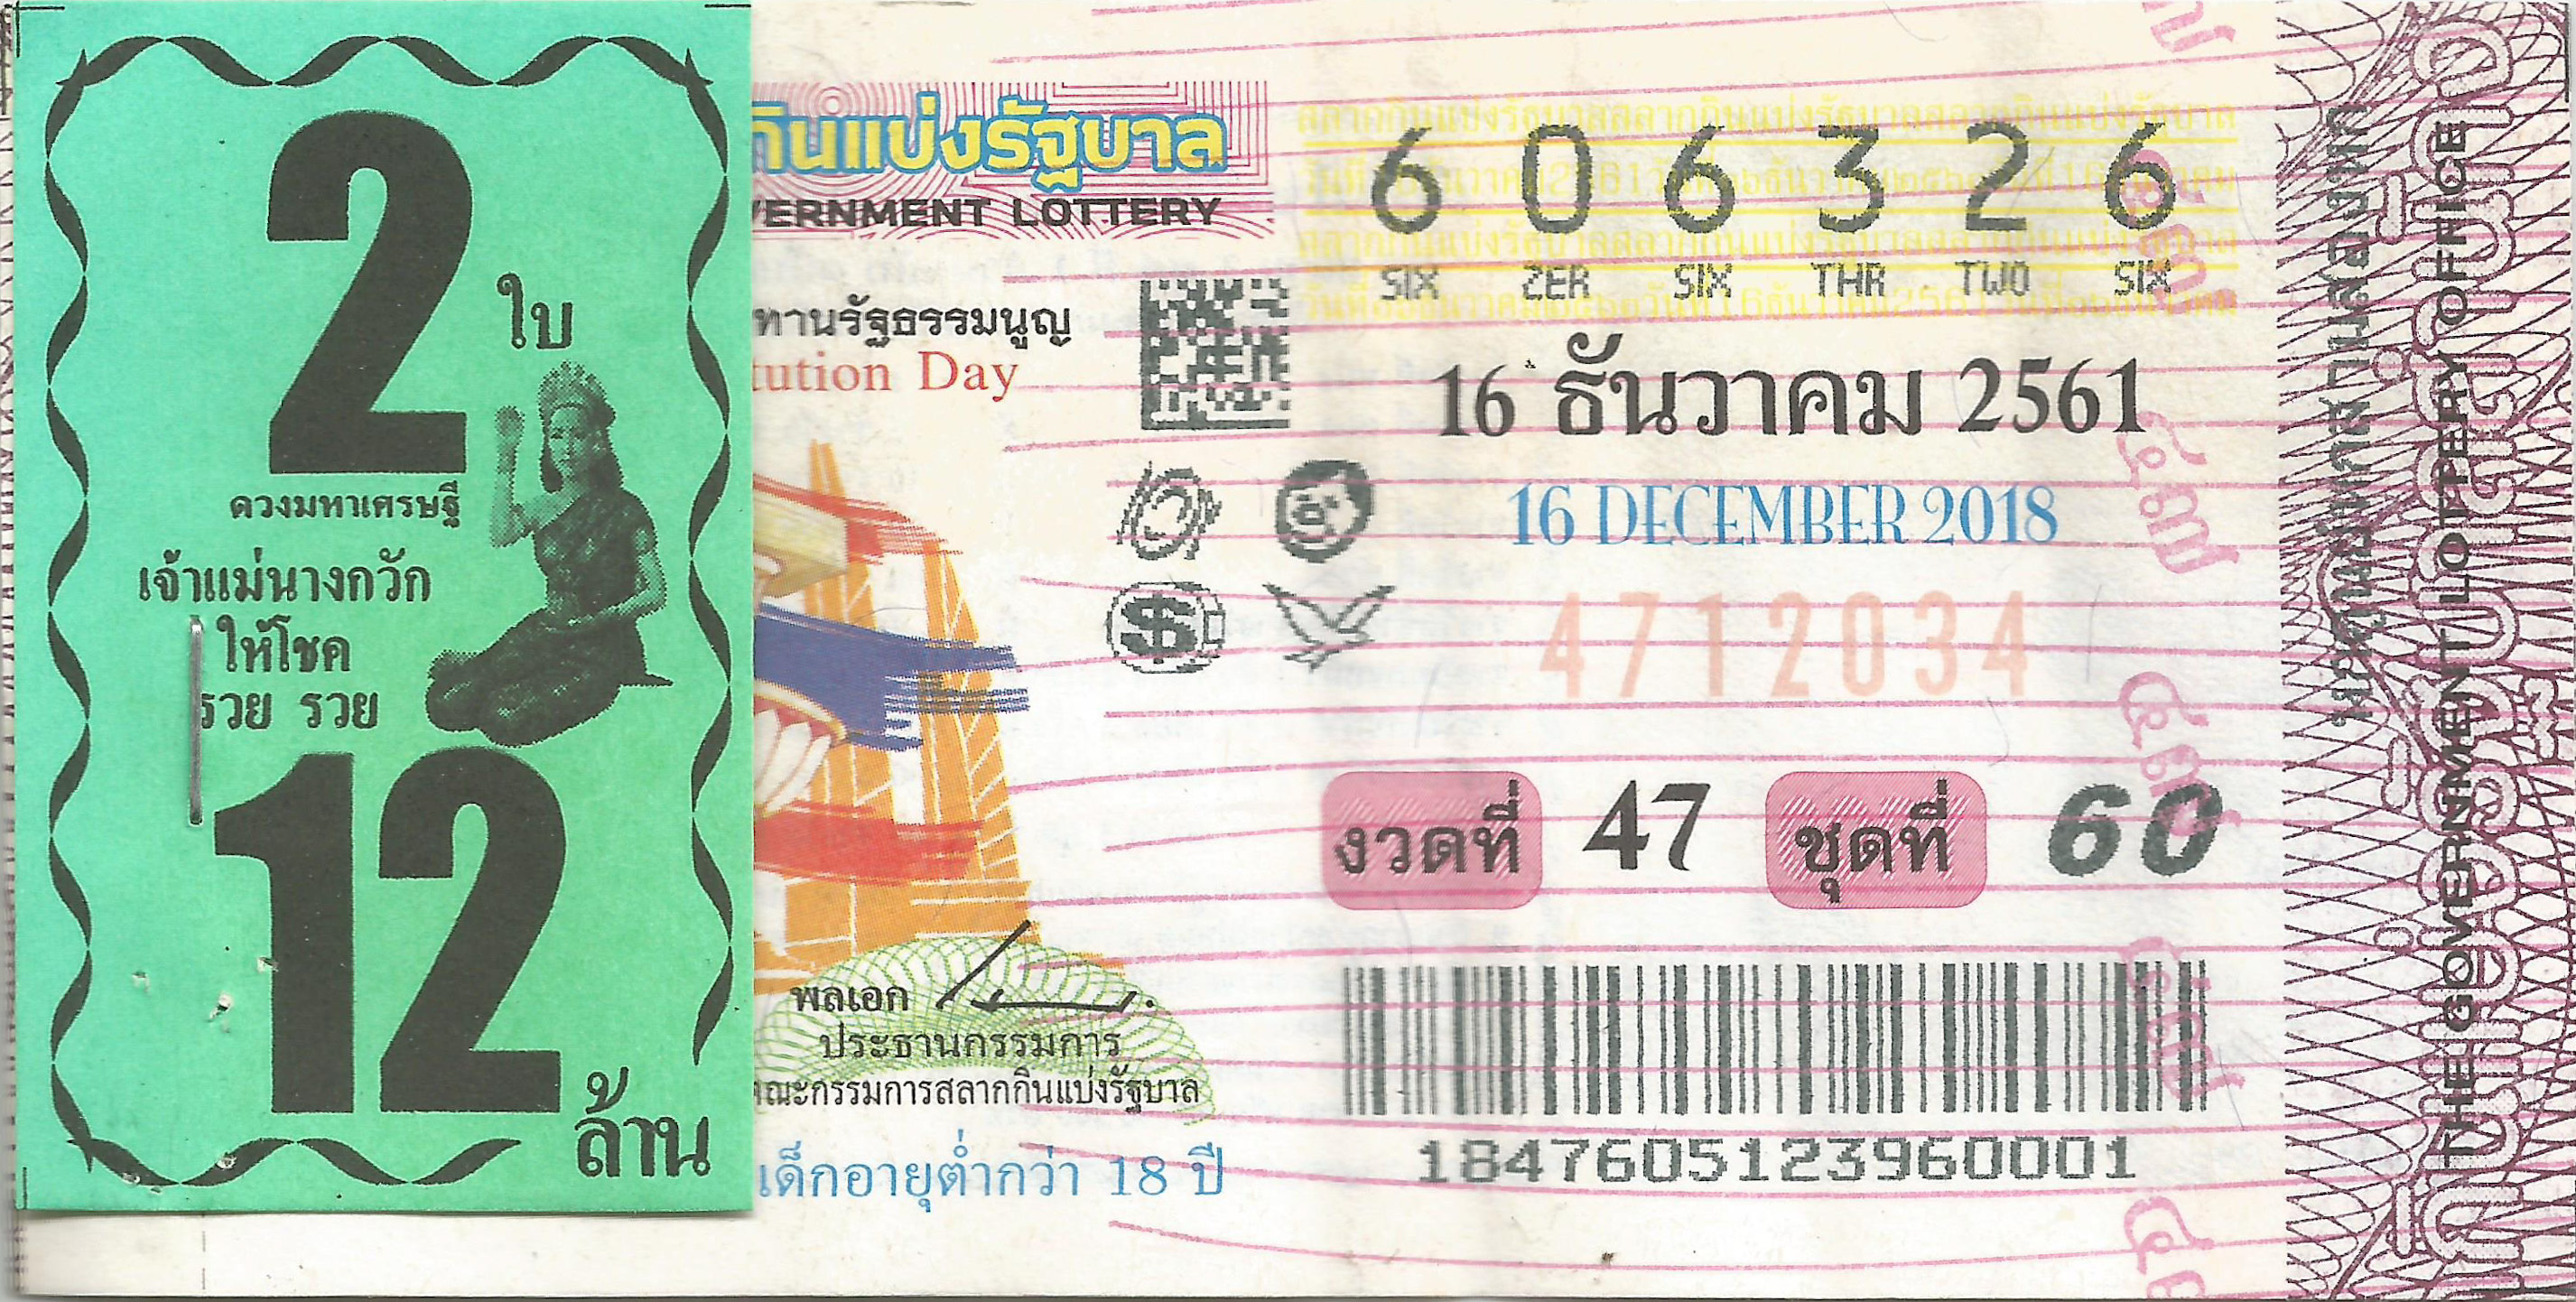 2
ใบ
ดวงมหาเศรษฐี
เจ้าแม่นางกวัก
ให้โชค
รวย รวย
12
ล้าน
กินแบ่งรัฐบาล
VERNMENT LOTTERY
ทานรัฐธรรมนูญ
tution Day
พลเอก
ประธานกรรมการ
คณะกรรมการสลากกินแบ่งรัฐบาล
เด็กอายุต่ำกว่า 18 ปี
6 0 6 3 2 6
SIX ZER SIX THR TWO SIX
16 ธันวาคม 2561
16 DECEMBER 2018
4712034
งวดที่ 47 ชุดที่ 60
1847605123960001
THE GOVERNMENT LOTTERY OFFICE